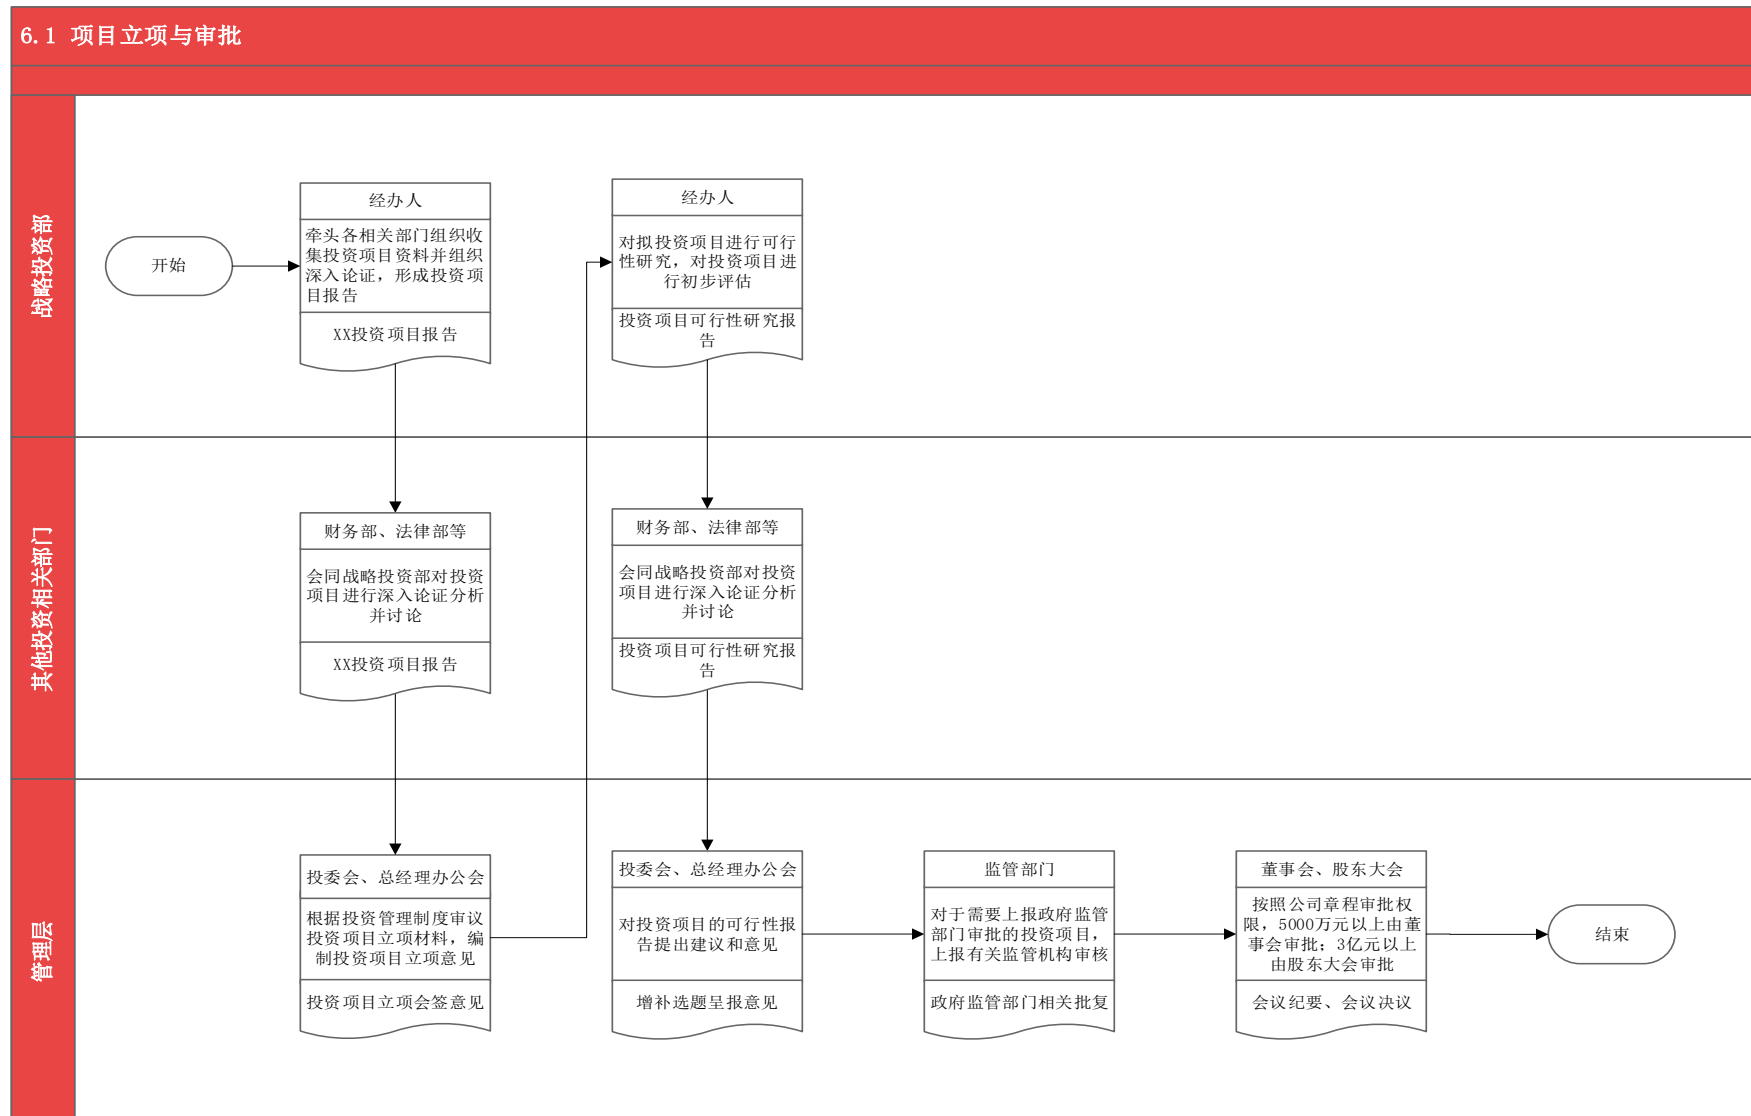 6.1 项目立项与审批
战略投资部
开始
经办人
牵头各相关部门组织收
集投资项目资料并组织
深入论证，形成投资项
目报告
XX投资项目报告
经办人
对拟投资项目进行可行
性研究，对投资项目进
行初步评估
投资项目可行性研究报
告
其他投资相关部门
财务部、法律部等
会同战略投资部对投资
项目进行深入论证分析
并讨论
XX投资项目报告
财务部、法律部等
会同战略投资部对投资
项目进行深入论证分析
并讨论
投资项目可行性研究报
告
管理层
投委会、总经理办公会
根据投资管理制度审议
投资项目立项材料，编
制投资项目立项意见
投资项目立项会签意见
投委会、总经理办公会
对投资项目的可行性报
告提出建议和意见
增补选题呈报意见
监管部门
对于需要上报政府监管
部门审批的投资项目，
上报有关监管机构审核
政府监管部门相关批复
董事会、股东大会
按照公司章程审批权
限，5000万元以上由董
事会审批；3亿元以上
由股东大会审批
会议纪要、会议决议
结束